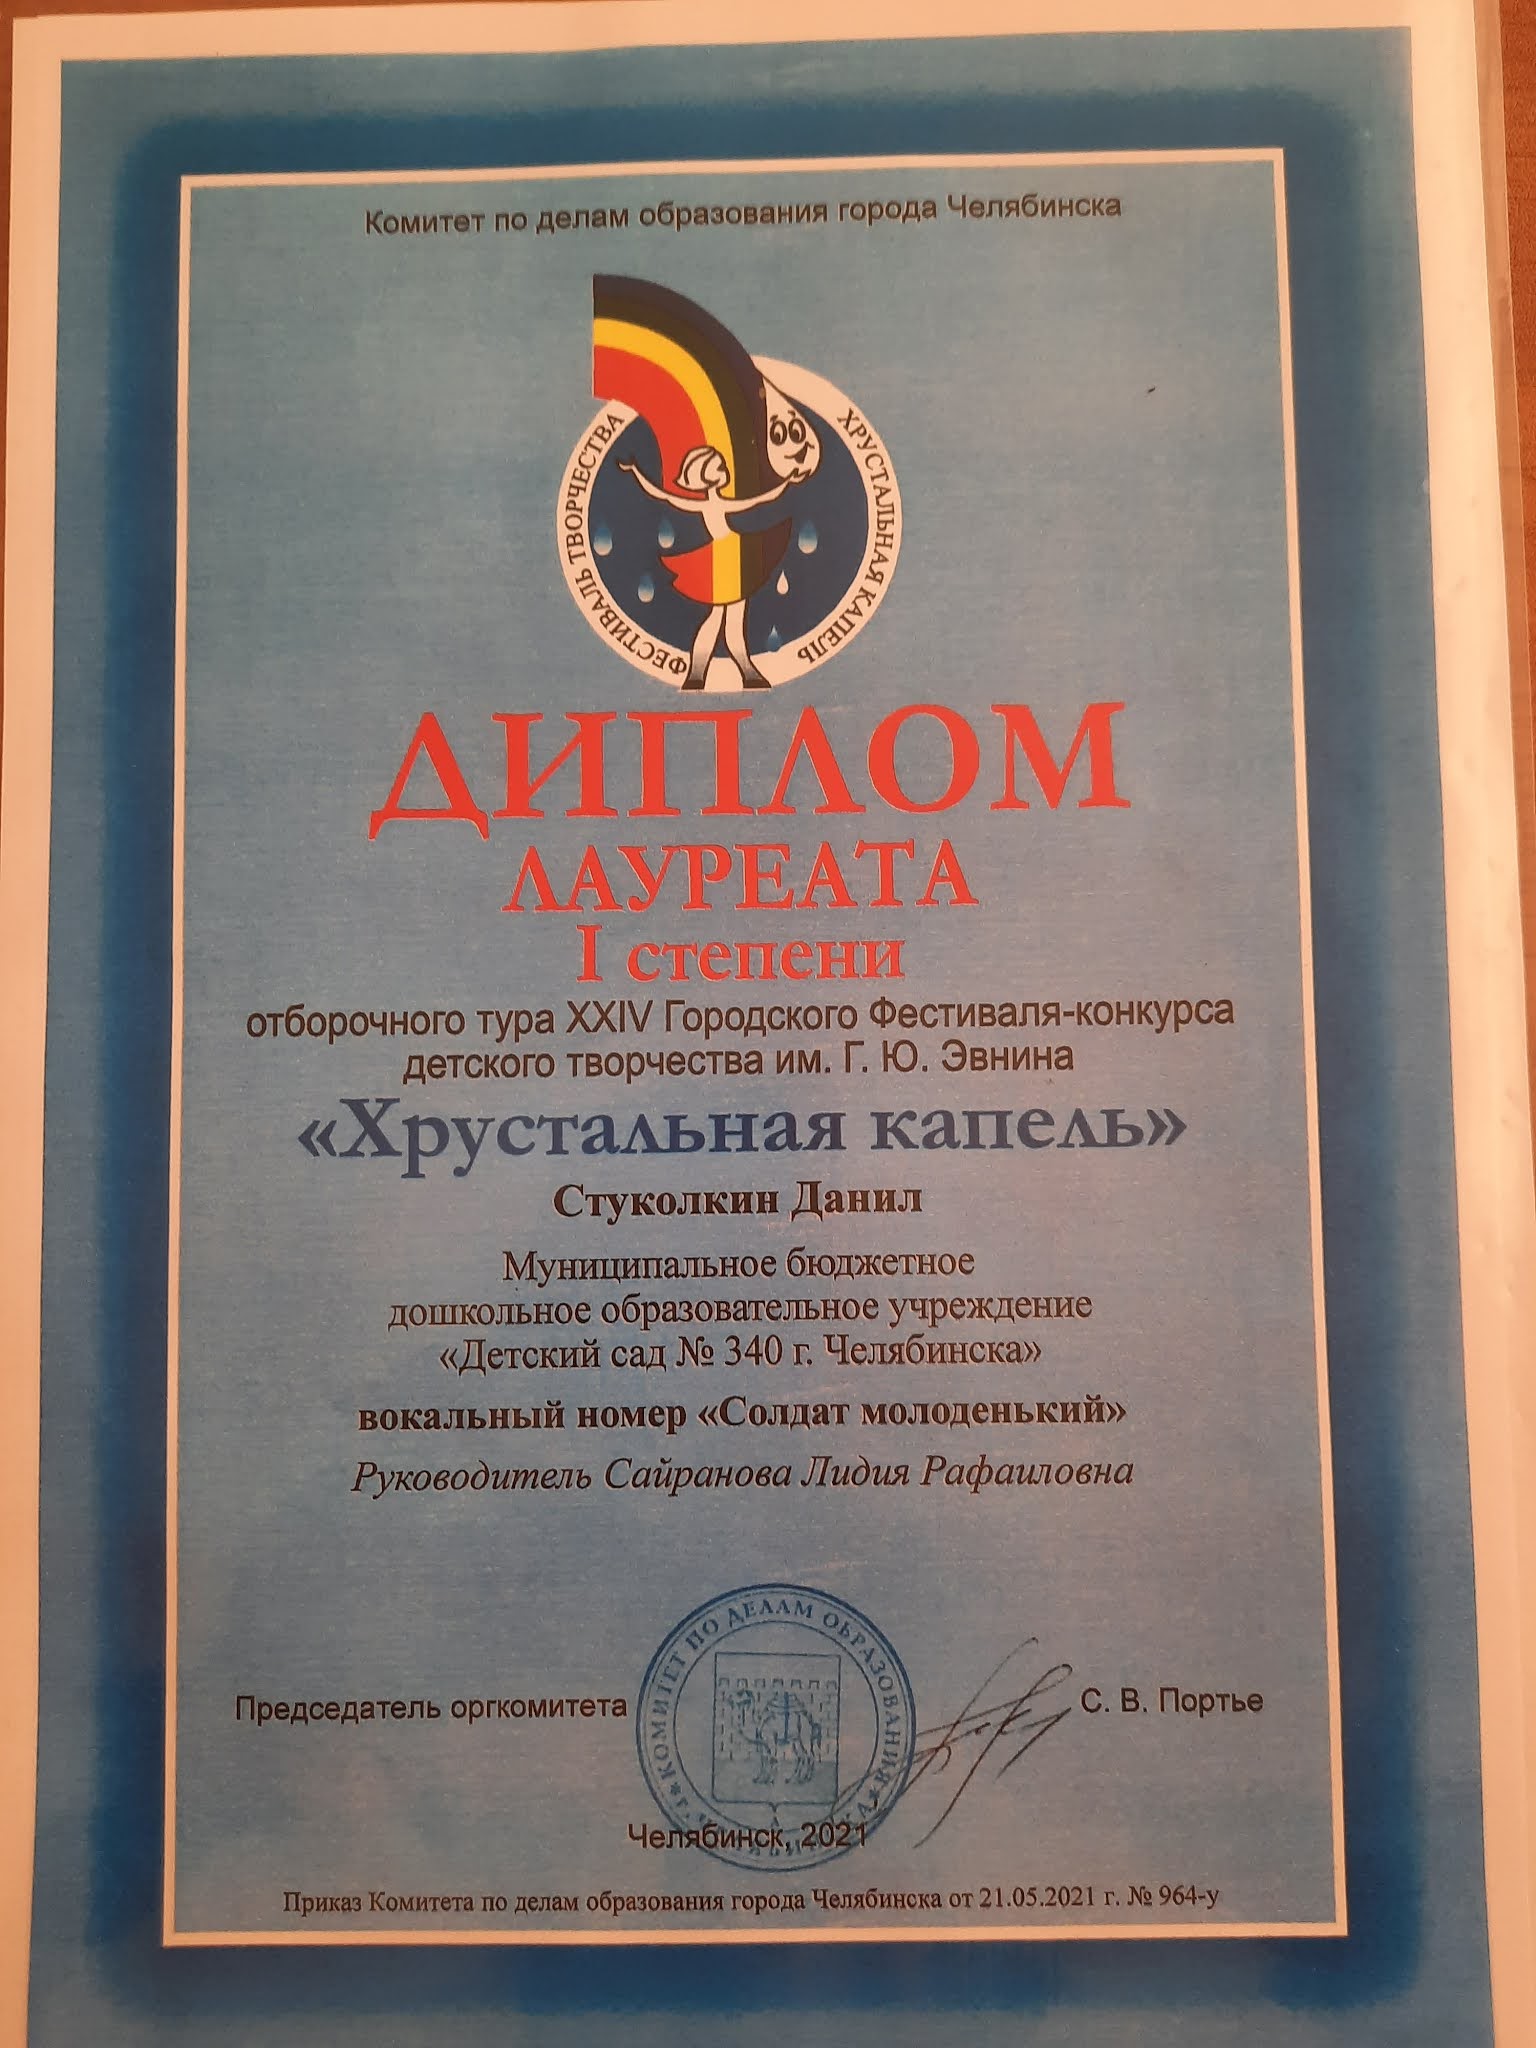 Комитет по делам образования города Челябинска
ФЕСТИВАЛЬ ТВОРЧЕСТВА
ХРУСТАЛЬНАЯ КАПЕЛЬ
ДИПЛОМ
ЛАУРЕАТА
I степени
отборочного тура XXIV Городского Фестиваля-конкурса
детского творчества им. Г. Ю. Эвнина
«Хрустальная капель»
Стуколкин Данил
Муниципальное бюджетное
дошкольное образовательное учреждение
«Детский сад № 340 г. Челябинска»
вокальный номер «Солдат молоденький»
Руководитель Сайранова Лидия Рафаиловна
КОМИТЕТ ПО ДЕЛАМ ОБРАЗОВАНИЯ
Председатель оргкомитета
С. В. Портье
Челябинск, 2021
Приказ Комитета по делам образования города Челябинска от 21.05.2021 г. № 964-у